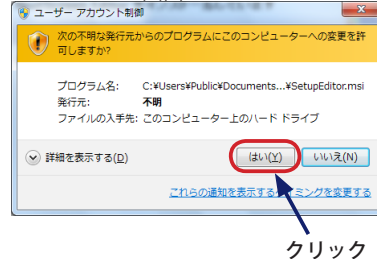 ユーザー アカウント制御
次の不明な発行元からのプログラムにこのコンピューターへの変更を許
可しますか?
プログラム名: C:¥Users¥Public¥Documents...¥SetupEditor.msi
発行元: 不明
ファイルの入手先: このコンピューター上のハード ドライブ
詳細を表示する(D)
はい(Y) いいえ(N)
これらの通知を表示するタイミングを変更する
クリック